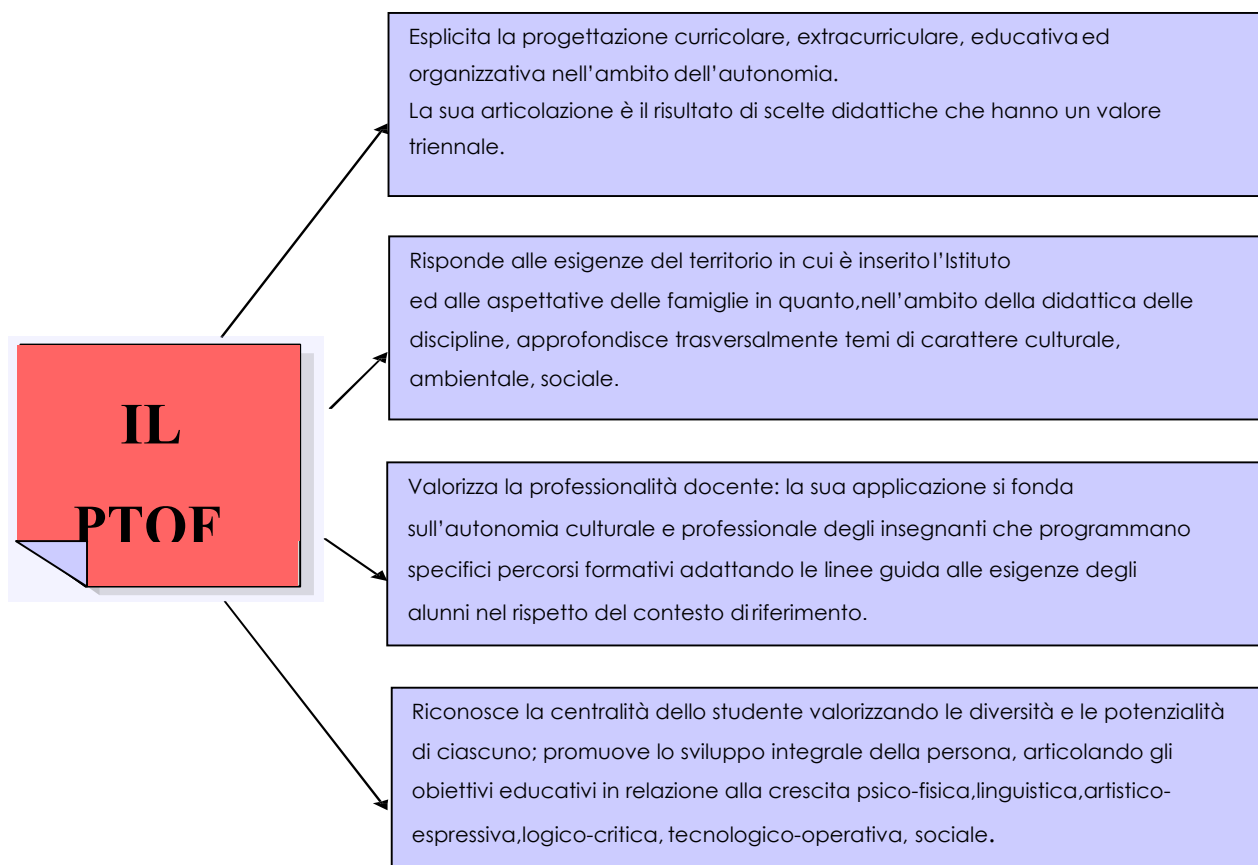 Esplicita la progettazione curricolare, extracurriculare, educativa ed
organizzativa nell’ambito dell’autonomia.
La sua articolazione è il risultato di scelte didattiche che hanno un valore
triennale.
Risponde alle esigenze del territorio in cui è inserito l’Istituto
ed alle aspettative delle famiglie in quanto,nell’ambito della didattica delle
discipline, approfondisce trasversalmente temi di carattere culturale,
ambientale, sociale.
IL
PTOF
Valorizza la professionalità docente: la sua applicazione si fonda
sull’autonomia culturale e professionale degli insegnanti che programmano
specifici percorsi formativi adattando le linee guida alle esigenze degli
alunni nel rispetto del contesto di riferimento.
Riconosce la centralità dello studente valorizzando le diversità e le potenzialità
di ciascuno; promuove lo sviluppo integrale della persona, articolando gli
obiettivi educativi in relazione alla crescita psico-fisica,linguistica,artistico-
espressiva,logico-critica, tecnologico-operativa, sociale.